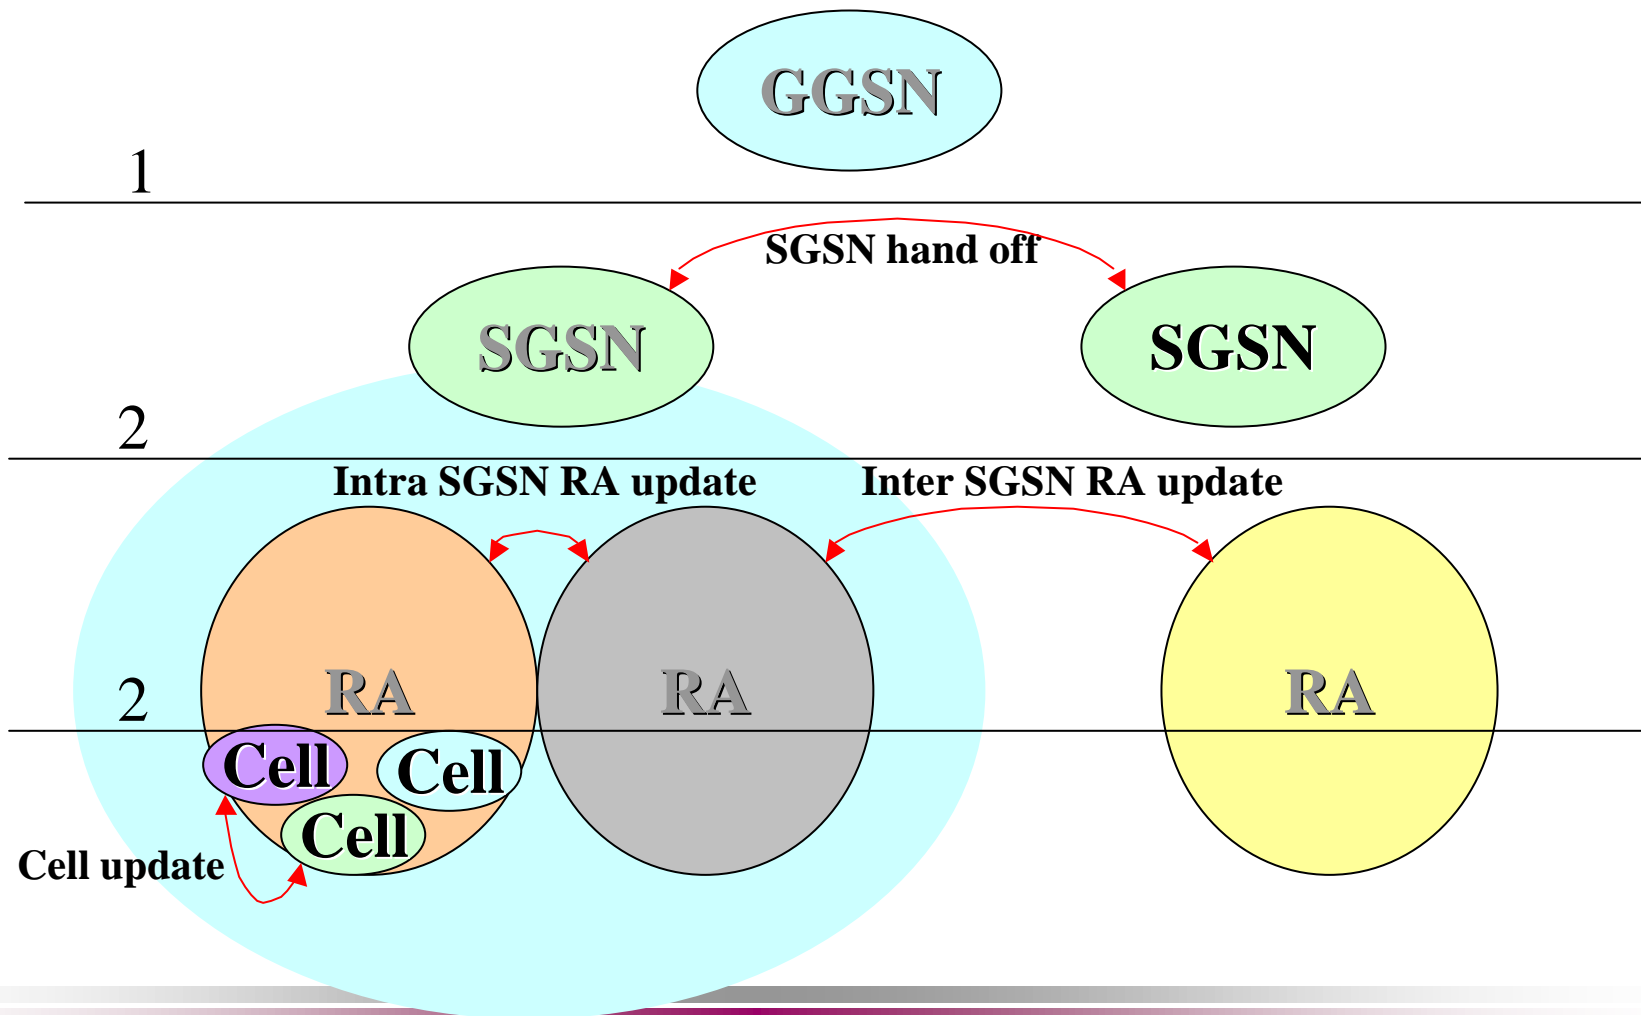 GGSN
1
SGSN hand off
SGSN
SGSN
2
Intra SGSN RA update
Inter SGSN RA update
RA
RA
RA
2
Cell
Cell
Cell
Cell update